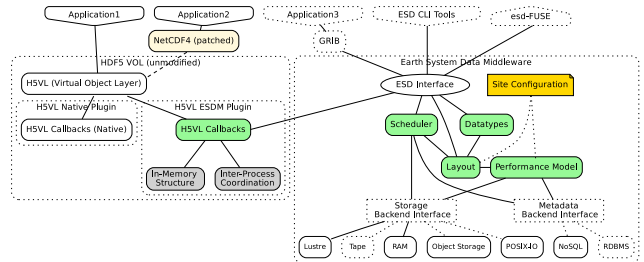 Application1
Application2
Application3
ESD CLI Tools
esd-FUSE
NetCDF4 (patched)
GRIB
HDF5 VOL (unmodified)
Earth System Data Middleware
H5VL (Virtual Object Layer)
ESD Interface
Site Configuration
H5VL Native Plugin
H5VL ESDM Plugin
H5VL Callbacks (Native)
H5VL Callbacks
Scheduler
Datatypes
Layout
Performance Model
In-Memory
Structure
Inter-Process
Coordination
Storage
Backend Interface
Metadata
Backend Interface
Lustre
Tape
RAM
Object Storage
POSIX-IO
NoSQL
RDBMS